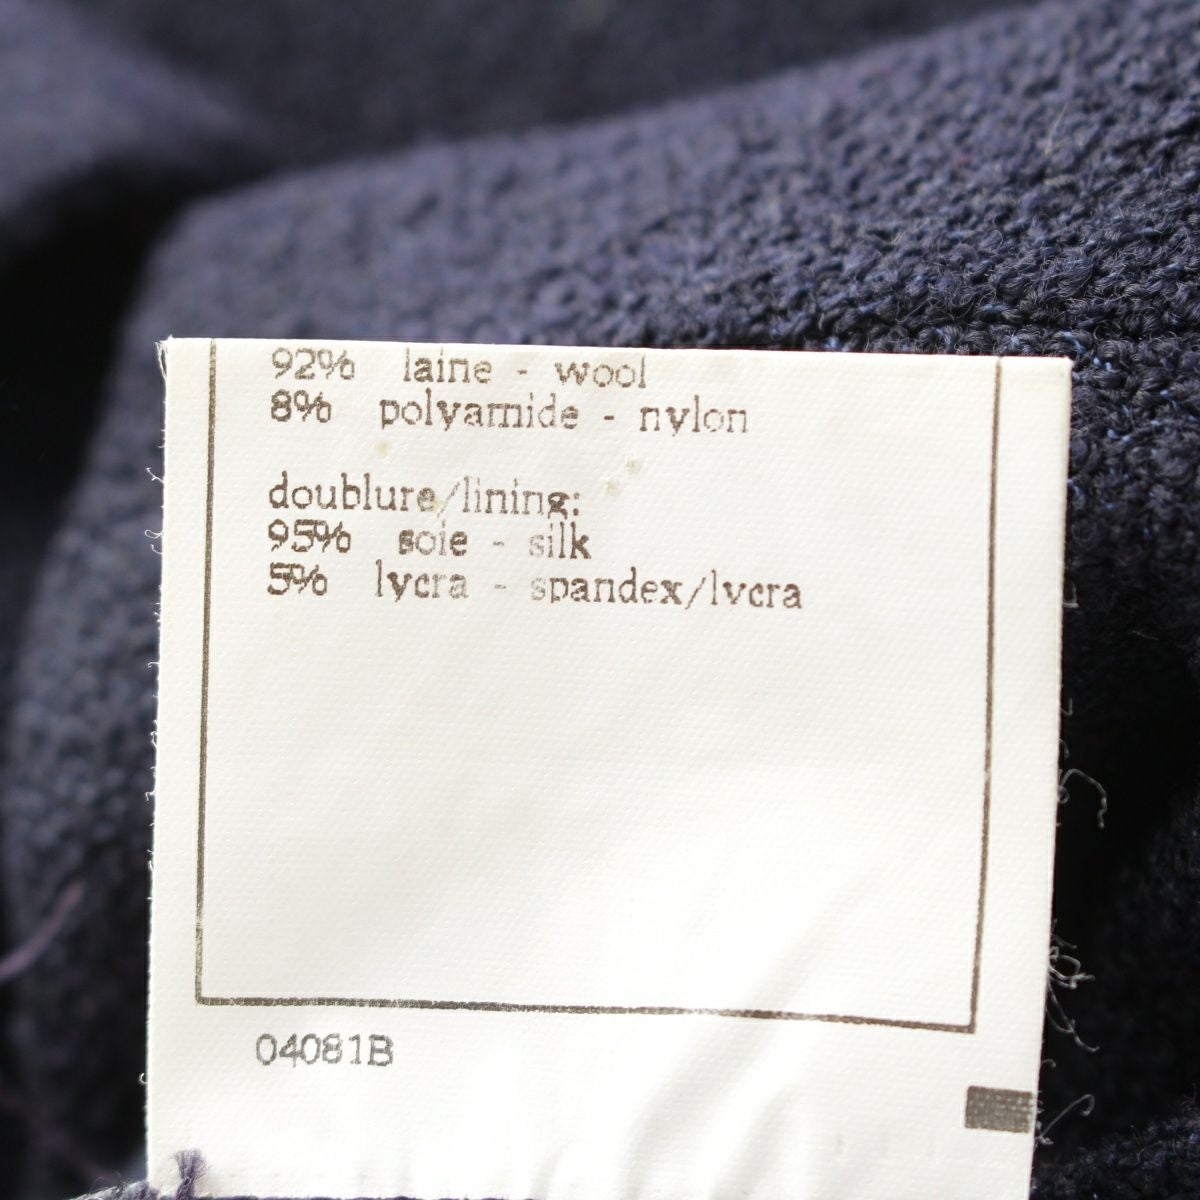 92% laine - wool
8% polyamide - nylon
doublure/lining:
95% soie - silk
5% lycra - spandex/lycra
04081B